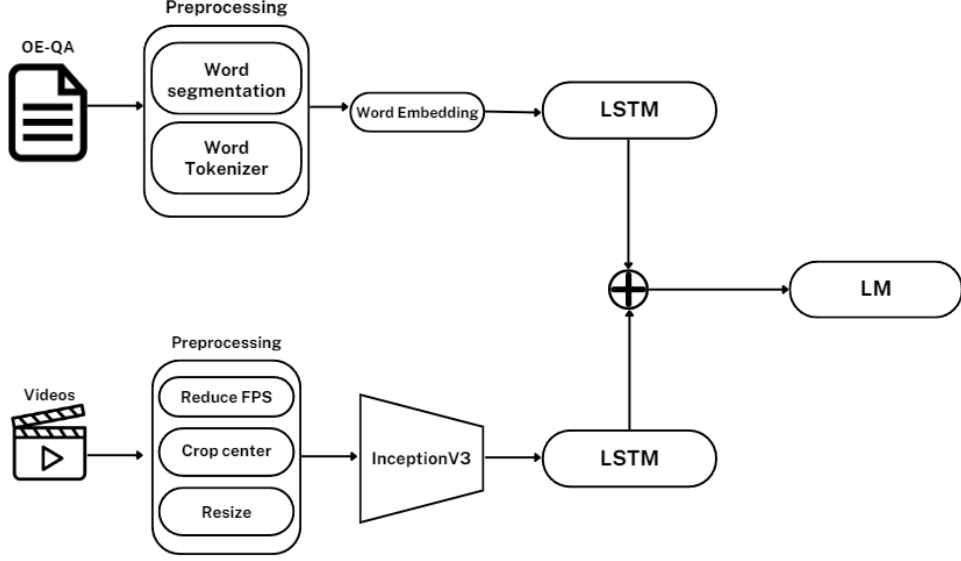 Preprocessing
OE-QA
Word
segmentation
Word
Tokenizer
Word Embedding
LSTM
LM
Preprocessing
Videos
Reduce FPS
Crop center
Resize
InceptionV3
LSTM